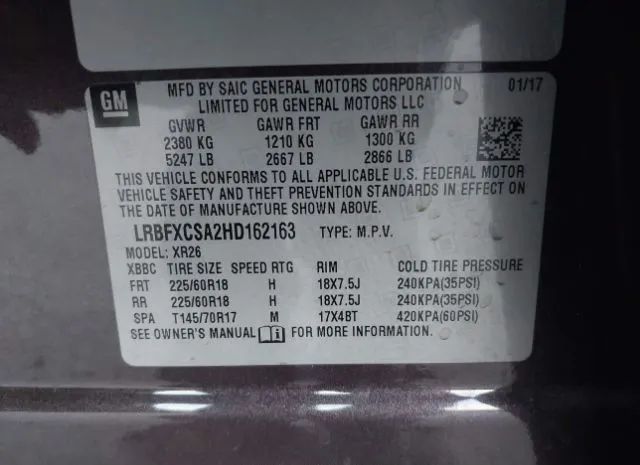 GM
MFD BY SAIC GENERAL MOTORS CORPORATION 01/17
LIMITED FOR GENERAL MOTORS LLC
GVWR GAWR FRT GAWR RR
2380 KG 1210 KG 1300 KG
5247 LB 2667 LB 2866 LB
THIS VEHICLE CONFORMS TO ALL APPLICABLE U.S. FEDERAL MOTOR
VEHICLE SAFETY AND THEFT PREVENTION STANDARDS IN EFFECT ON
THE DATE OF MANUFACTURE SHOWN ABOVE.
LRBFXCSA2HD162163 TYPE: M.P.V.
MODEL: XR26
XBBC TIRE SIZE SPEED RTG RIM COLD TIRE PRESSURE
FRT 225/60R18 H 18X7.5J 240KPA(35PSI)
RR 225/60R18 H 18X7.5J 240KPA(35PSI)
SPA T145/70R17 M 17X4BT 420KPA(60PSI)
SEE OWNER'S MANUAL FOR MORE INFORMATION.